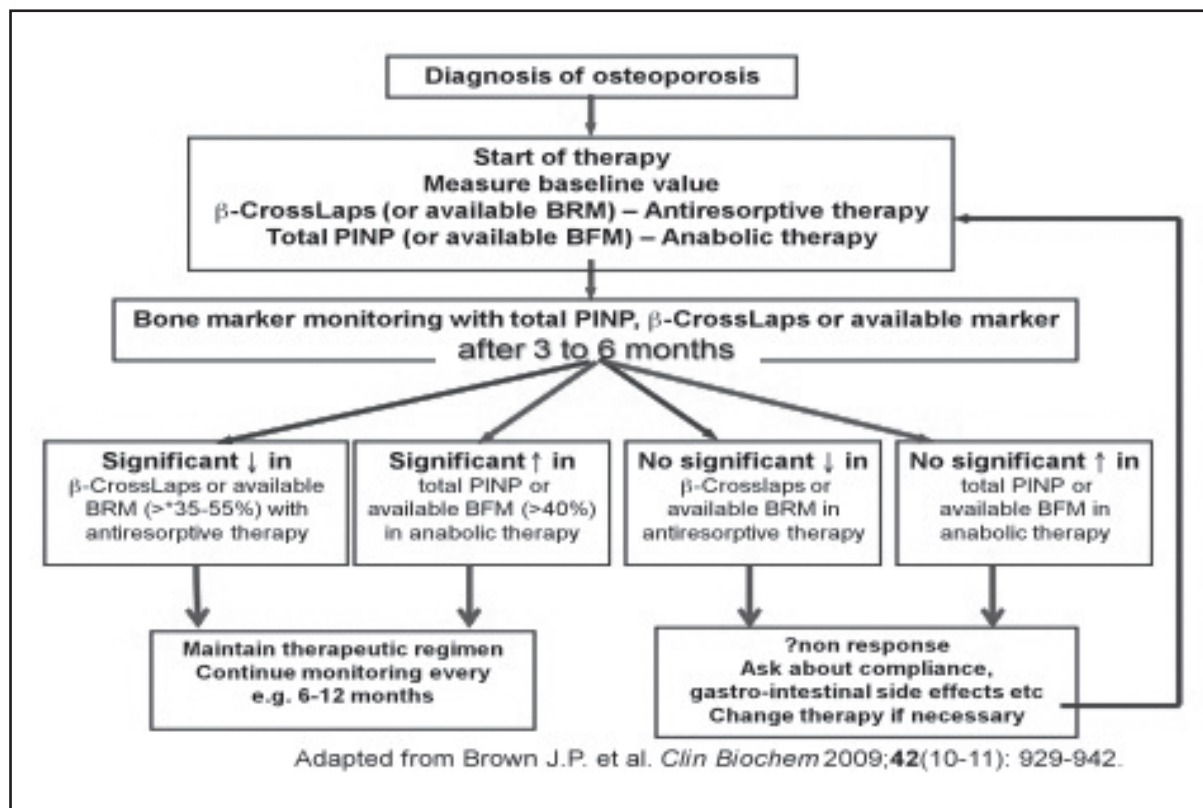 Diagnosis of osteoporosis
Start of therapy
Measure baseline value
β-CrossLaps (or available BRM) – Antiresorptive therapy
Total PINP (or available BFM) – Anabolic therapy
Bone marker monitoring with total PINP, β-CrossLaps or available marker
after 3 to 6 months
Significant ↓ in
β-CrossLaps or available
BRM (>*35-55%) with
antiresorptive therapy
Significant ↑ in
total PINP or
available BFM (>40%)
in anabolic therapy
No significant ↓ in
β-Crosslaps or
available BRM in
antiresorptive therapy
No significant ↑ in
total PINP or
available BFM in
anabolic therapy
Maintain therapeutic regimen
Continue monitoring every
e.g. 6-12 months
?non response
Ask about compliance,
gastro-intestinal side effects etc
Change therapy if necessary
Adapted from Brown J.P. et al. Clin Biochem 2009;42(10-11): 929-942.